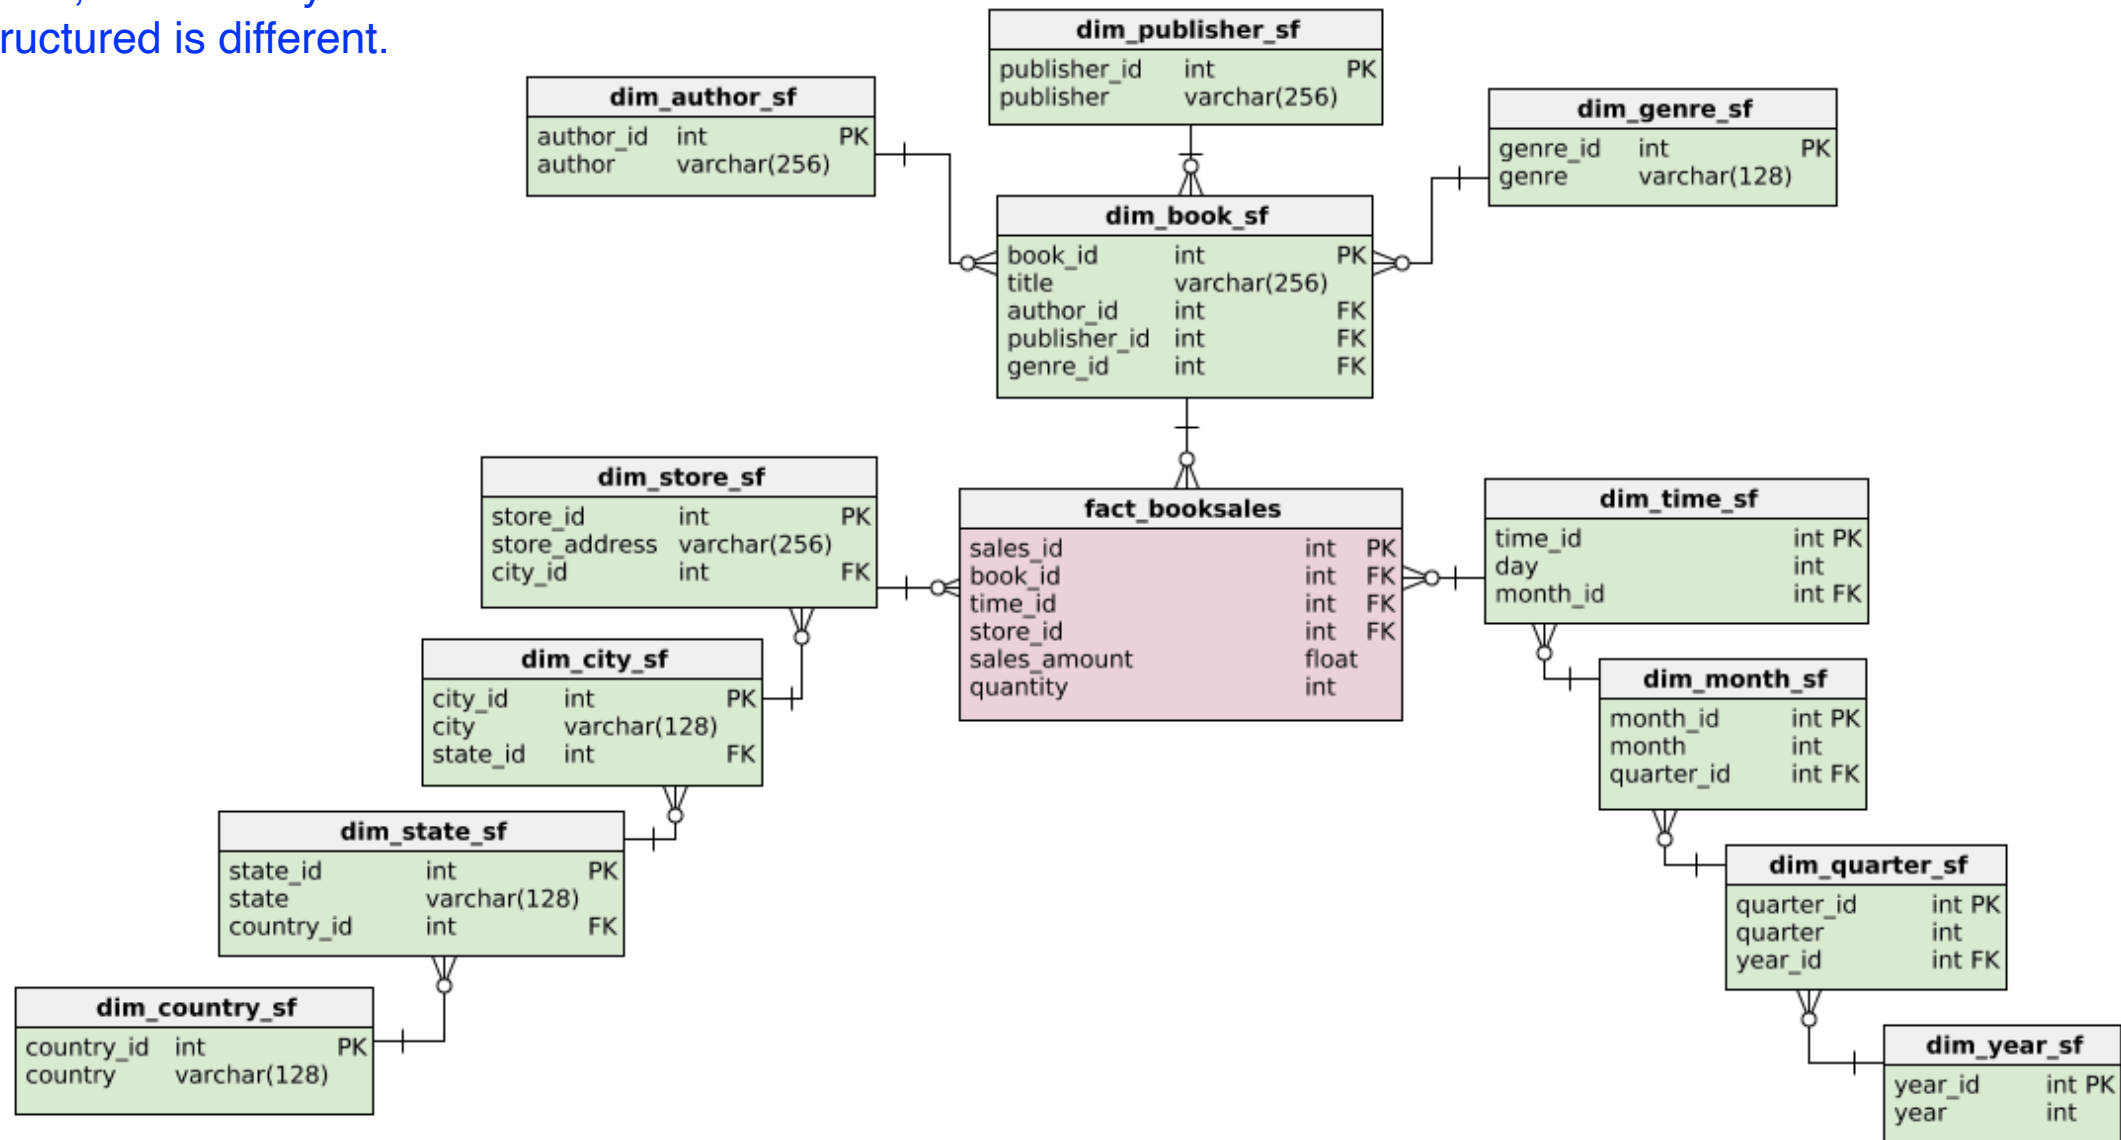 ructured is different.
dim_publisher_sf
publisher_id int PK
publisher varchar(256)
dim_author_sf
author_id int PK
author varchar(256)
dim_genre_sf
genre_id int PK
genre varchar(128)
dim_book_sf
book_id int PK
title varchar(256)
author_id int FK
publisher_id int FK
genre_id int FK
dim_store_sf
store_id int PK
store_address varchar(256)
city_id int FK
fact_booksales
sales_id int PK
book_id int FK
time_id int FK
store_id int FK
sales_amount float
quantity int
dim_time_sf
time_id int PK
day int
month_id int FK
dim_city_sf
city_id int PK
city varchar(128)
state_id int FK
dim_month_sf
month_id int PK
month int
quarter_id int FK
dim_state_sf
state_id int PK
state varchar(128)
country_id int FK
dim_quarter_sf
quarter_id int PK
quarter int
year_id int FK
dim_country_sf
country_id int PK
country varchar(128)
dim_year_sf
year_id int PK
year int